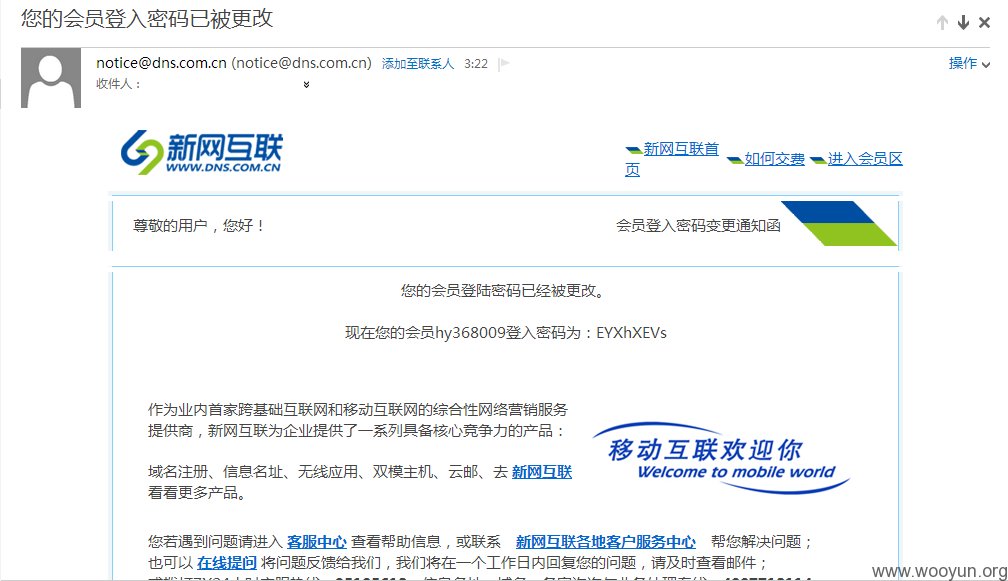 您的会员登入密码已被更改
notice@dns.com.cn (notice@dns.com.cn) 添加至联系人 3:22
操作
收件人：
新网互联
WWW.DNS.COM.CN
新网互联首页
如何交费
进入会员区
尊敬的用户，您好！
会员登入密码变更通知函
您的会员登陆密码已经被更改。
现在您的会员hy368009登入密码为：EYXhXEVs
作为业内首家跨基础互联网和移动互联网的综合性网络营销服务
提供商，新网互联为企业提供了一系列具备核心竞争力的产品：
移动互联欢迎你
Welcome to mobile world
域名注册、信息名址、无线应用、双模主机、云邮、去 新网互联
看看更多产品。
您若遇到问题请进入 客服中心 查看帮助信息，或联系 新网互联各地客户服务中心 帮您解决问题；
也可以 在线提问 将问题反馈给我们，我们将在一个工作日内回复您的问题，请及时查看邮件；
www.wooyun.org